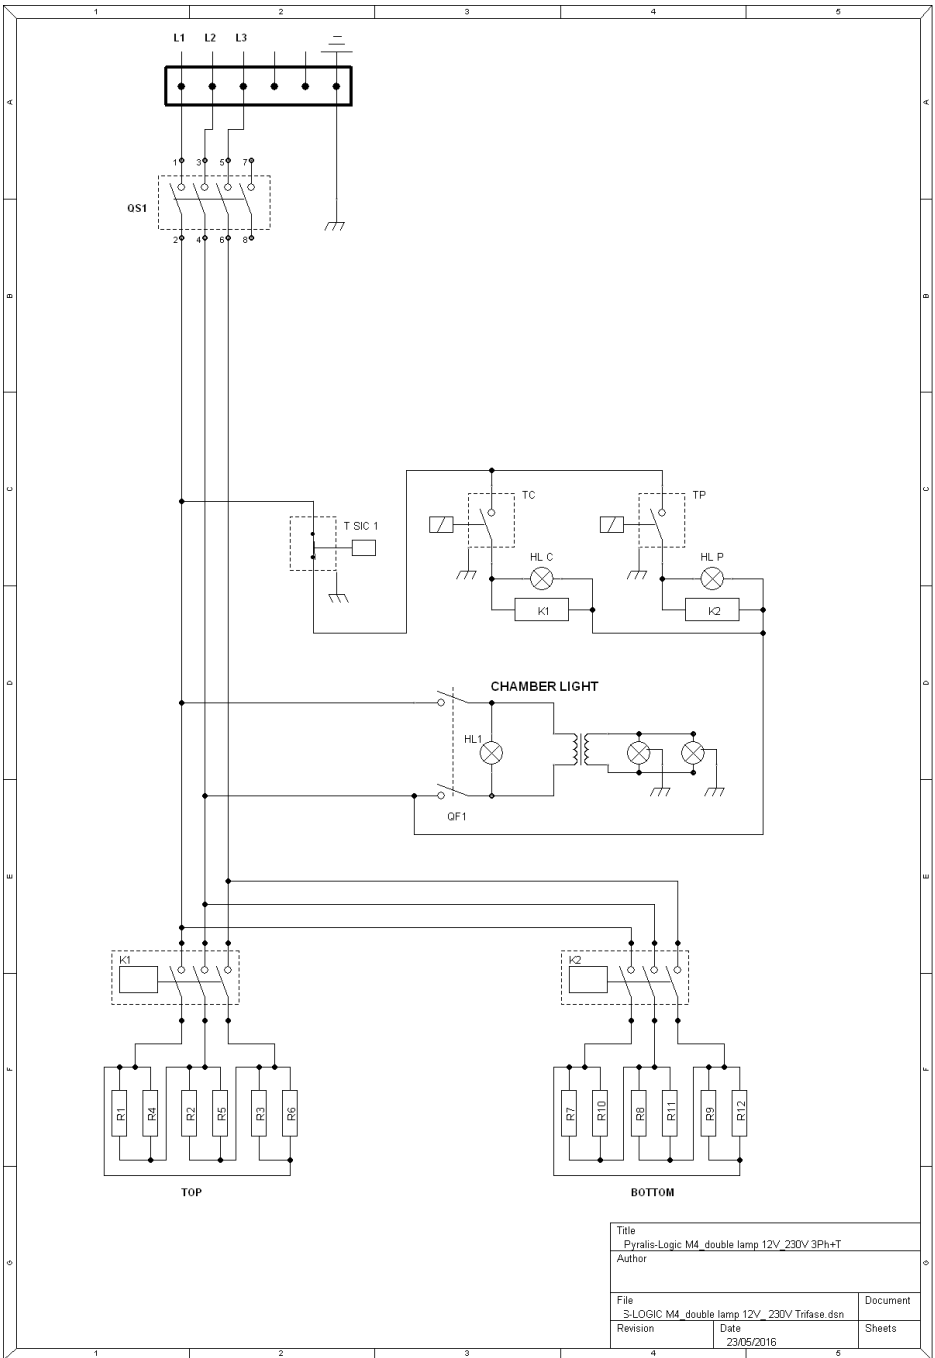 1 2 3 4 5
L1 L2 L3
A A
1 3 5 7
QS1
2 4 6 8
B B
C C
TC TP
T SIC 1
HL C HL P
K1 K2
D D
CHAMBER LIGHT
HL1
QF1
E E
K1 K2
F F
R1 R4 R2 R5 R3 R6 R7 R10 R8 R11 R9 R12
TOP BOTTOM
G G
Title
Pyralis-Logic M4_double lamp 12V_230V 3Ph+T
Author
File Document
S-LOGIC M4_double lamp 12V_ 230V Trifase.dsn
Revision Date Sheets
23/05/2016
1 2 3 4 5